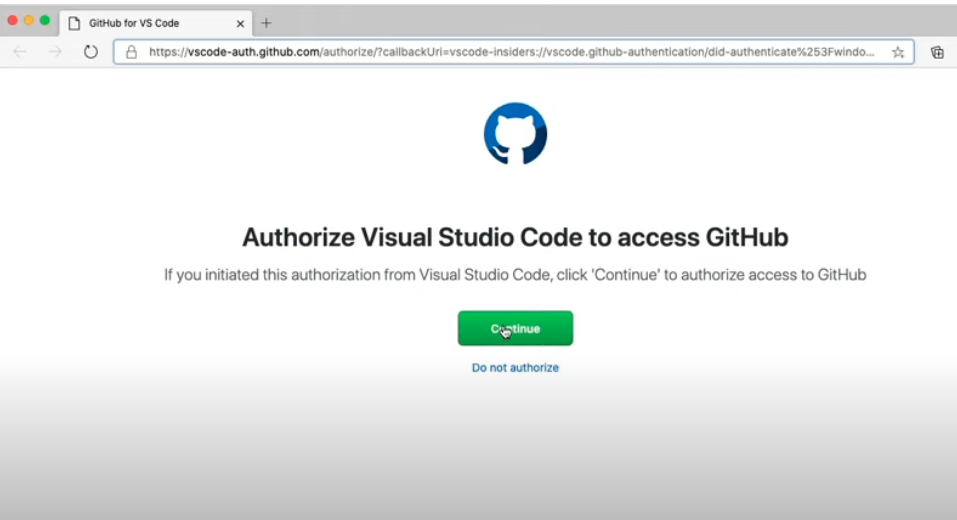 GitHub for VS Code
https://vscode-auth.github.com/authorize/?callbackUri=vscode-insiders://vscode.github-authentication/did-authenticate%253Fwindo...
Authorize Visual Studio Code to access GitHub
If you initiated this authorization from Visual Studio Code, click 'Continue' to authorize access to GitHub
Continue
Do not authorize